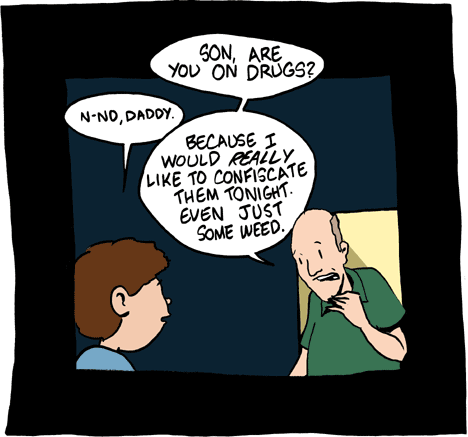 SON, ARE
YOU ON DRUGS?
N-NO, DADDY.
BECAUSE I
WOULD REALLY
LIKE TO CONFISCATE
THEM TONIGHT.
EVEN JUST
SOME WEED.